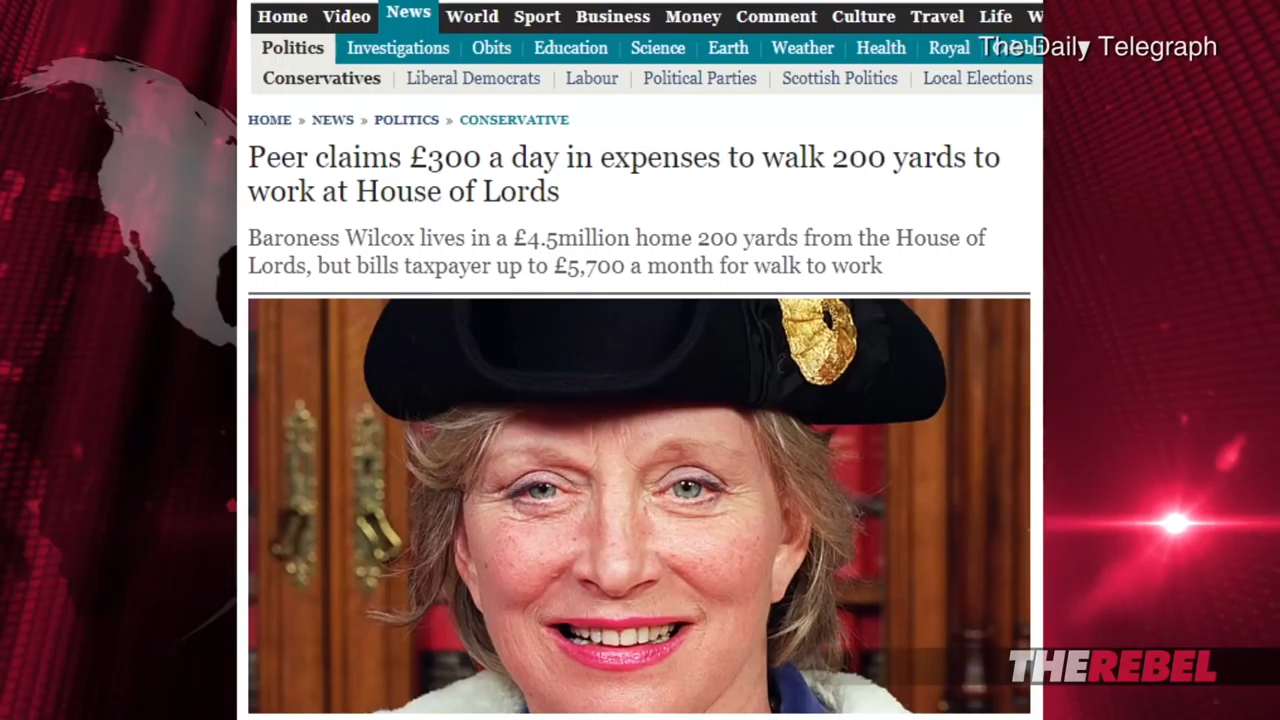 Home Video News World Sport Business Money Comment Culture Travel Life W
Politics Investigations Obits Education Science Earth Weather Health Royal
The Daily Telegraph
Conservatives Liberal Democrats Labour Political Parties Scottish Politics Local Elections
HOME » NEWS » POLITICS » CONSERVATIVE
Peer claims £300 a day in expenses to walk 200 yards to
work at House of Lords
Baroness Wilcox lives in a £4.5million home 200 yards from the House of
Lords, but bills taxpayer up to £5,700 a month for walk to work
THEREBEL